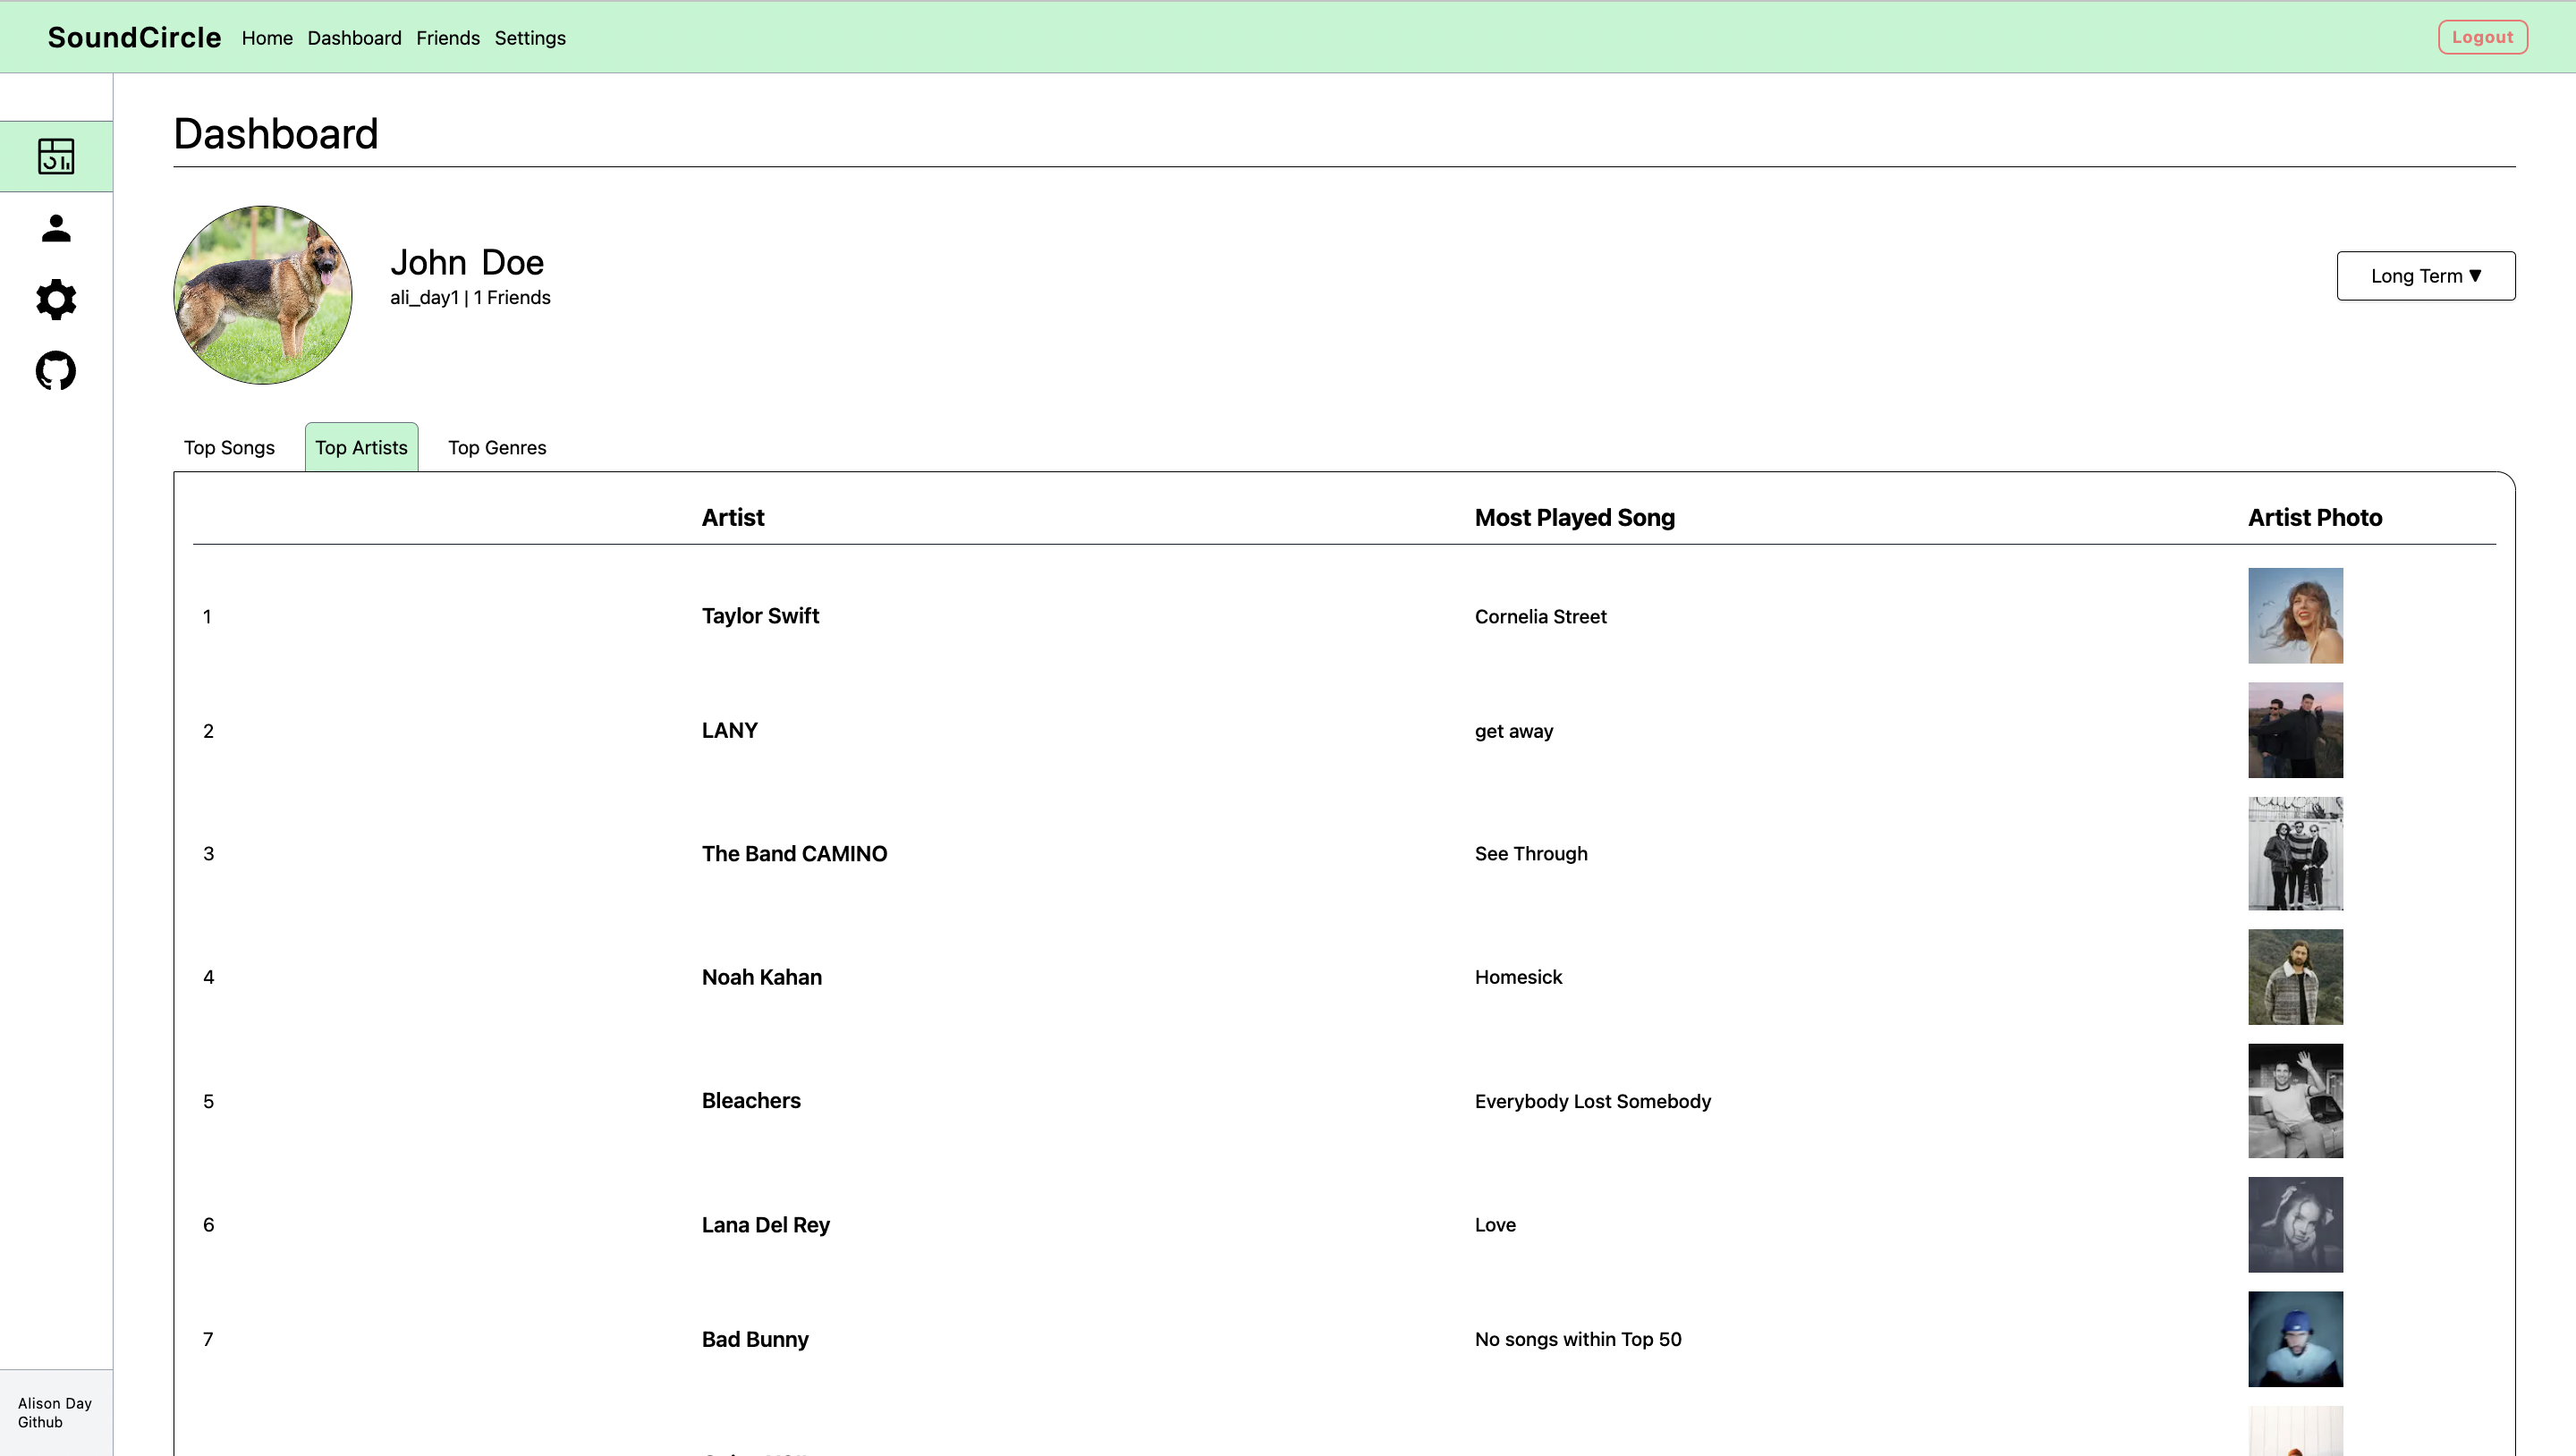 SoundCircle Home Dashboard Friends Settings Logout
Dashboard
John Doe
ali_day1 | 1 Friends
Long Term ▼
Top Songs Top Artists Top Genres
Artist Most Played Song Artist Photo
1 Taylor Swift Cornelia Street
2 LANY get away
3 The Band CAMINO See Through
4 Noah Kahan Homesick
5 Bleachers Everybody Lost Somebody
6 Lana Del Rey Love
7 Bad Bunny No songs within Top 50
Alison Day
Github